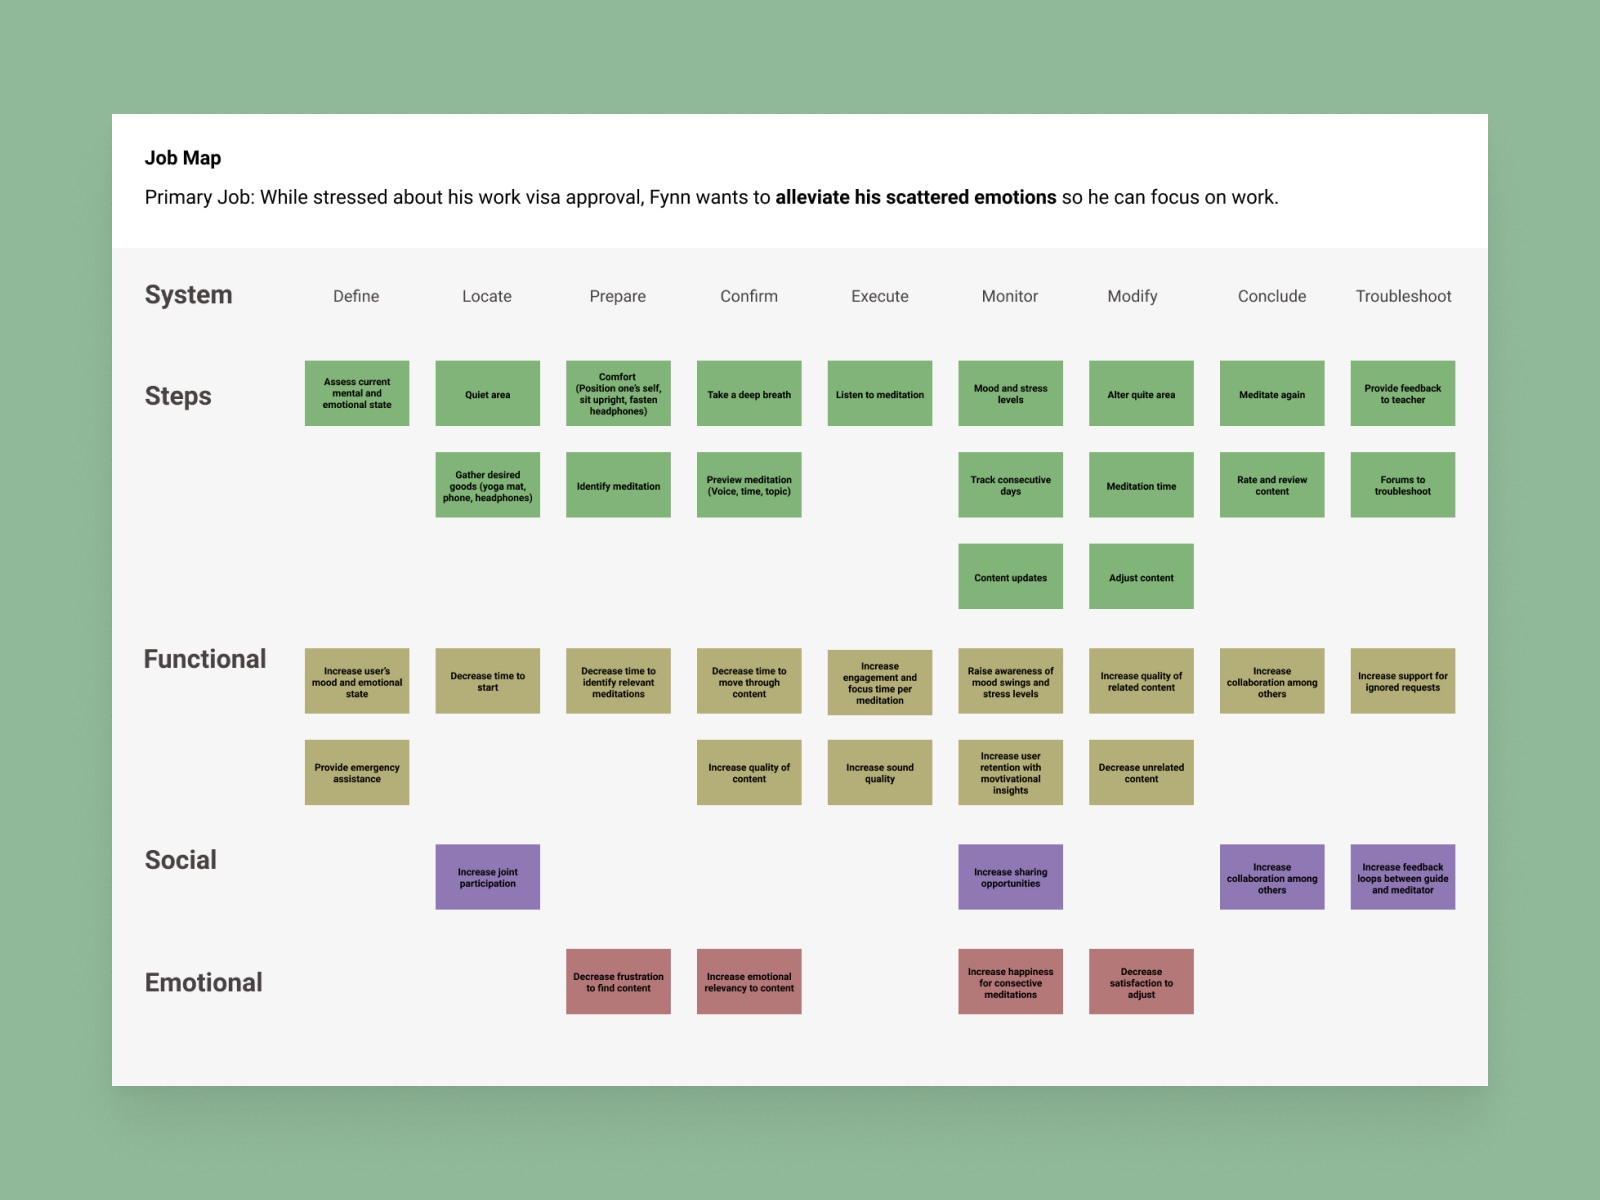 Job Map
Primary Job: While stressed about his work visa approval, Fynn wants to alleviate his scattered emotions so he can focus on work.
System
Define
Locate
Prepare
Confirm
Execute
Monitor
Modify
Conclude
Troubleshoot
Steps
Assess current
mental and
emotional state
Quiet area
Comfort
(Position one's self,
sit upright, fasten
headphones)
Take a deep breath
Listen to meditation
Mood and stress
levels
Alter quite area
Meditate again
Provide feedback
to teacher
Gather desired
goods (yoga mat,
phone, headphones)
Identify meditation
Preview meditation
(Voice, time, topic)
Track consecutive
days
Meditation time
Rate and review
content
Forums to
troubleshoot
Content updates
Adjust content
Functional
Increase user's
mood and emotional
state
Decrease time to
start
Decrease time to
identify relevant
meditations
Decrease time to
move through
content
Increase
engagement and
focus time per
meditation
Raise awareness of
mood swings and
stress levels
Increase quality of
related content
Increase
collaboration among
others
Increase support for
ignored requests
Provide emergency
assistance
Increase quality of
content
Increase sound
quality
Increase user
retention with
movtivational
insights
Decrease unrelated
content
Social
Increase joint
participation
Increase sharing
opportunities
Increase
collaboration among
others
Increase feedback
loops between guide
and meditator
Emotional
Decrease frustration
to find content
Increase emotional
relevancy to content
Increase happiness
for consective
meditations
Decrease
satisfaction to
adjust